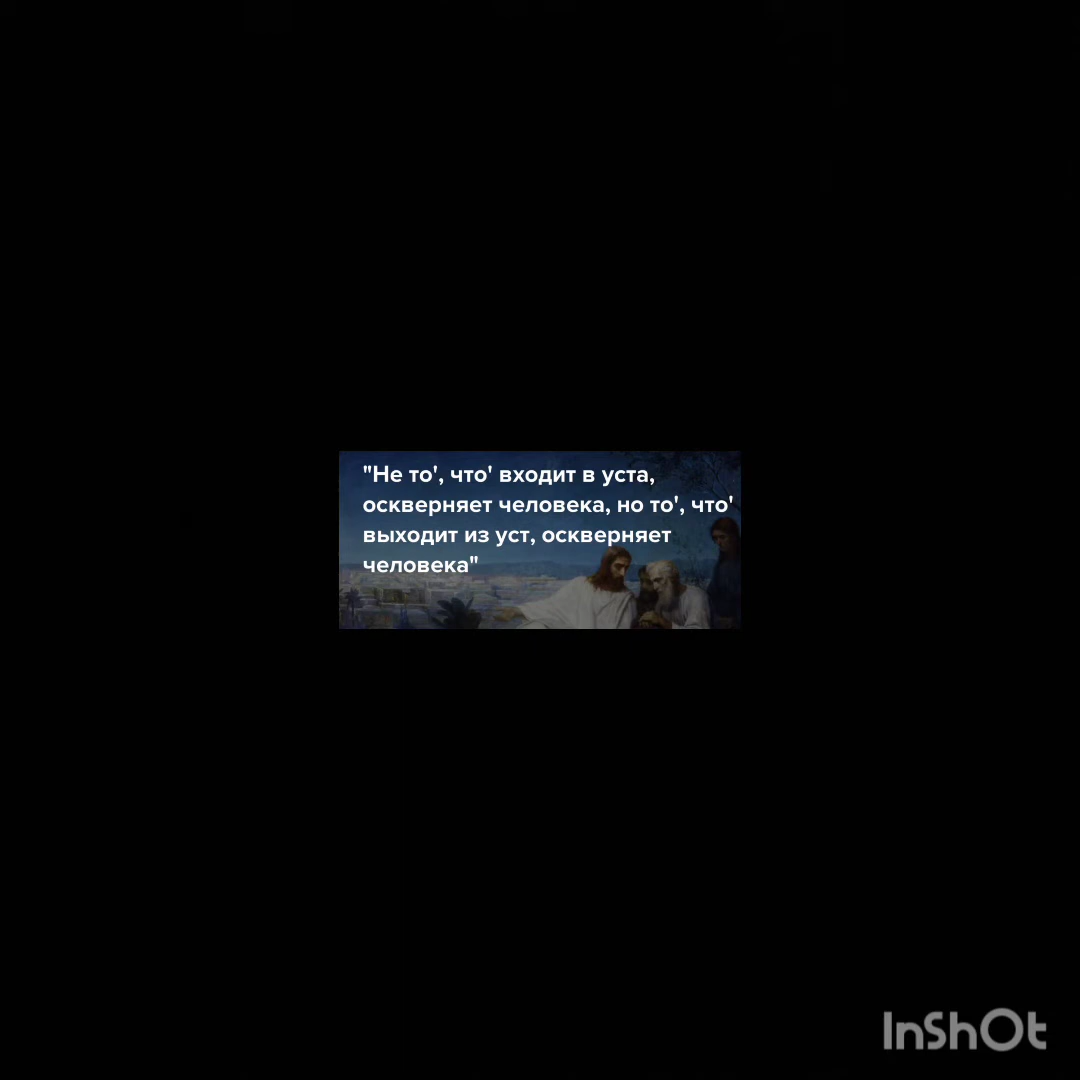 "Не то', что' входит в уста,
оскверняет человека, но то', что'
выходит из уст, оскверняет
человека"
InShOt